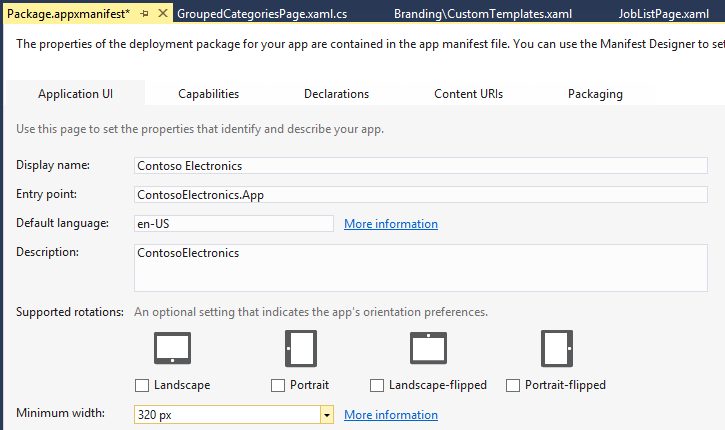 Package.appxmanifest* GroupedCategoriesPage.xaml.cs Branding\CustomTemplates.xaml JobListPage.xaml
The properties of the deployment package for your app are contained in the app manifest file. You can use the Manifest Designer to set
Application UI Capabilities Declarations Content URIs Packaging
Use this page to set the properties that identify and describe your app.
Display name: Contoso Electronics
Entry point: ContosoElectronics.App
Default language: en-US More information
Description: ContosoElectronics
Supported rotations: An optional setting that indicates the app's orientation preferences.
Landscape Portrait Landscape-flipped Portrait-flipped
Minimum width: 320 px More information